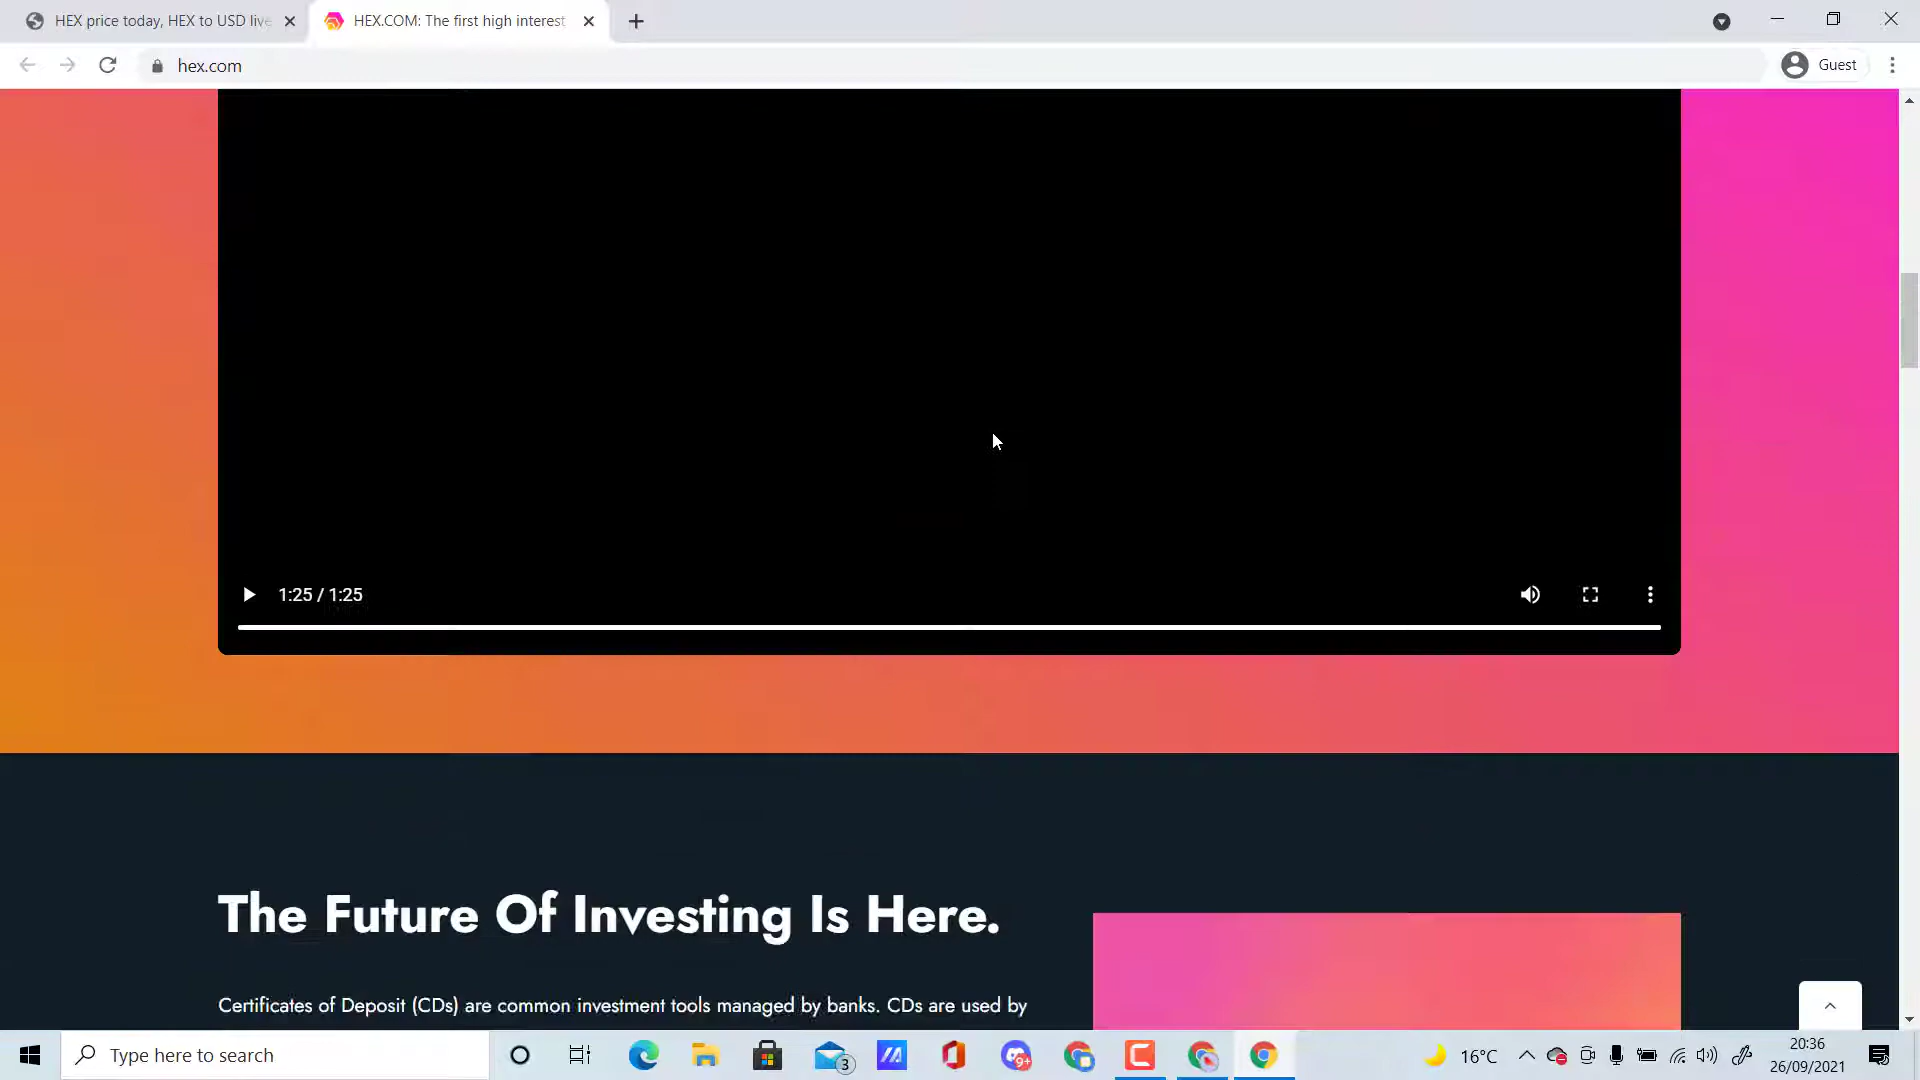 HEX price today, HEX to USD live
HEX.COM: The first high interest
hex.com
Guest
1:25 / 1:25
The Future Of Investing Is Here.
Certificates of Deposit (CDs) are common investment tools managed by banks. CDs are used by
Type here to search
3
9+
16°C
20:36
26/09/2021